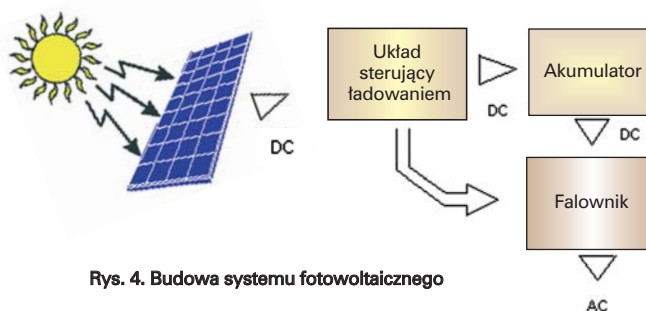 DC
Układ
sterujący
ładowaniem
DC
Akumulator
DC
Falownik
AC
Rys. 4. Budowa systemu fotowoltaicznego